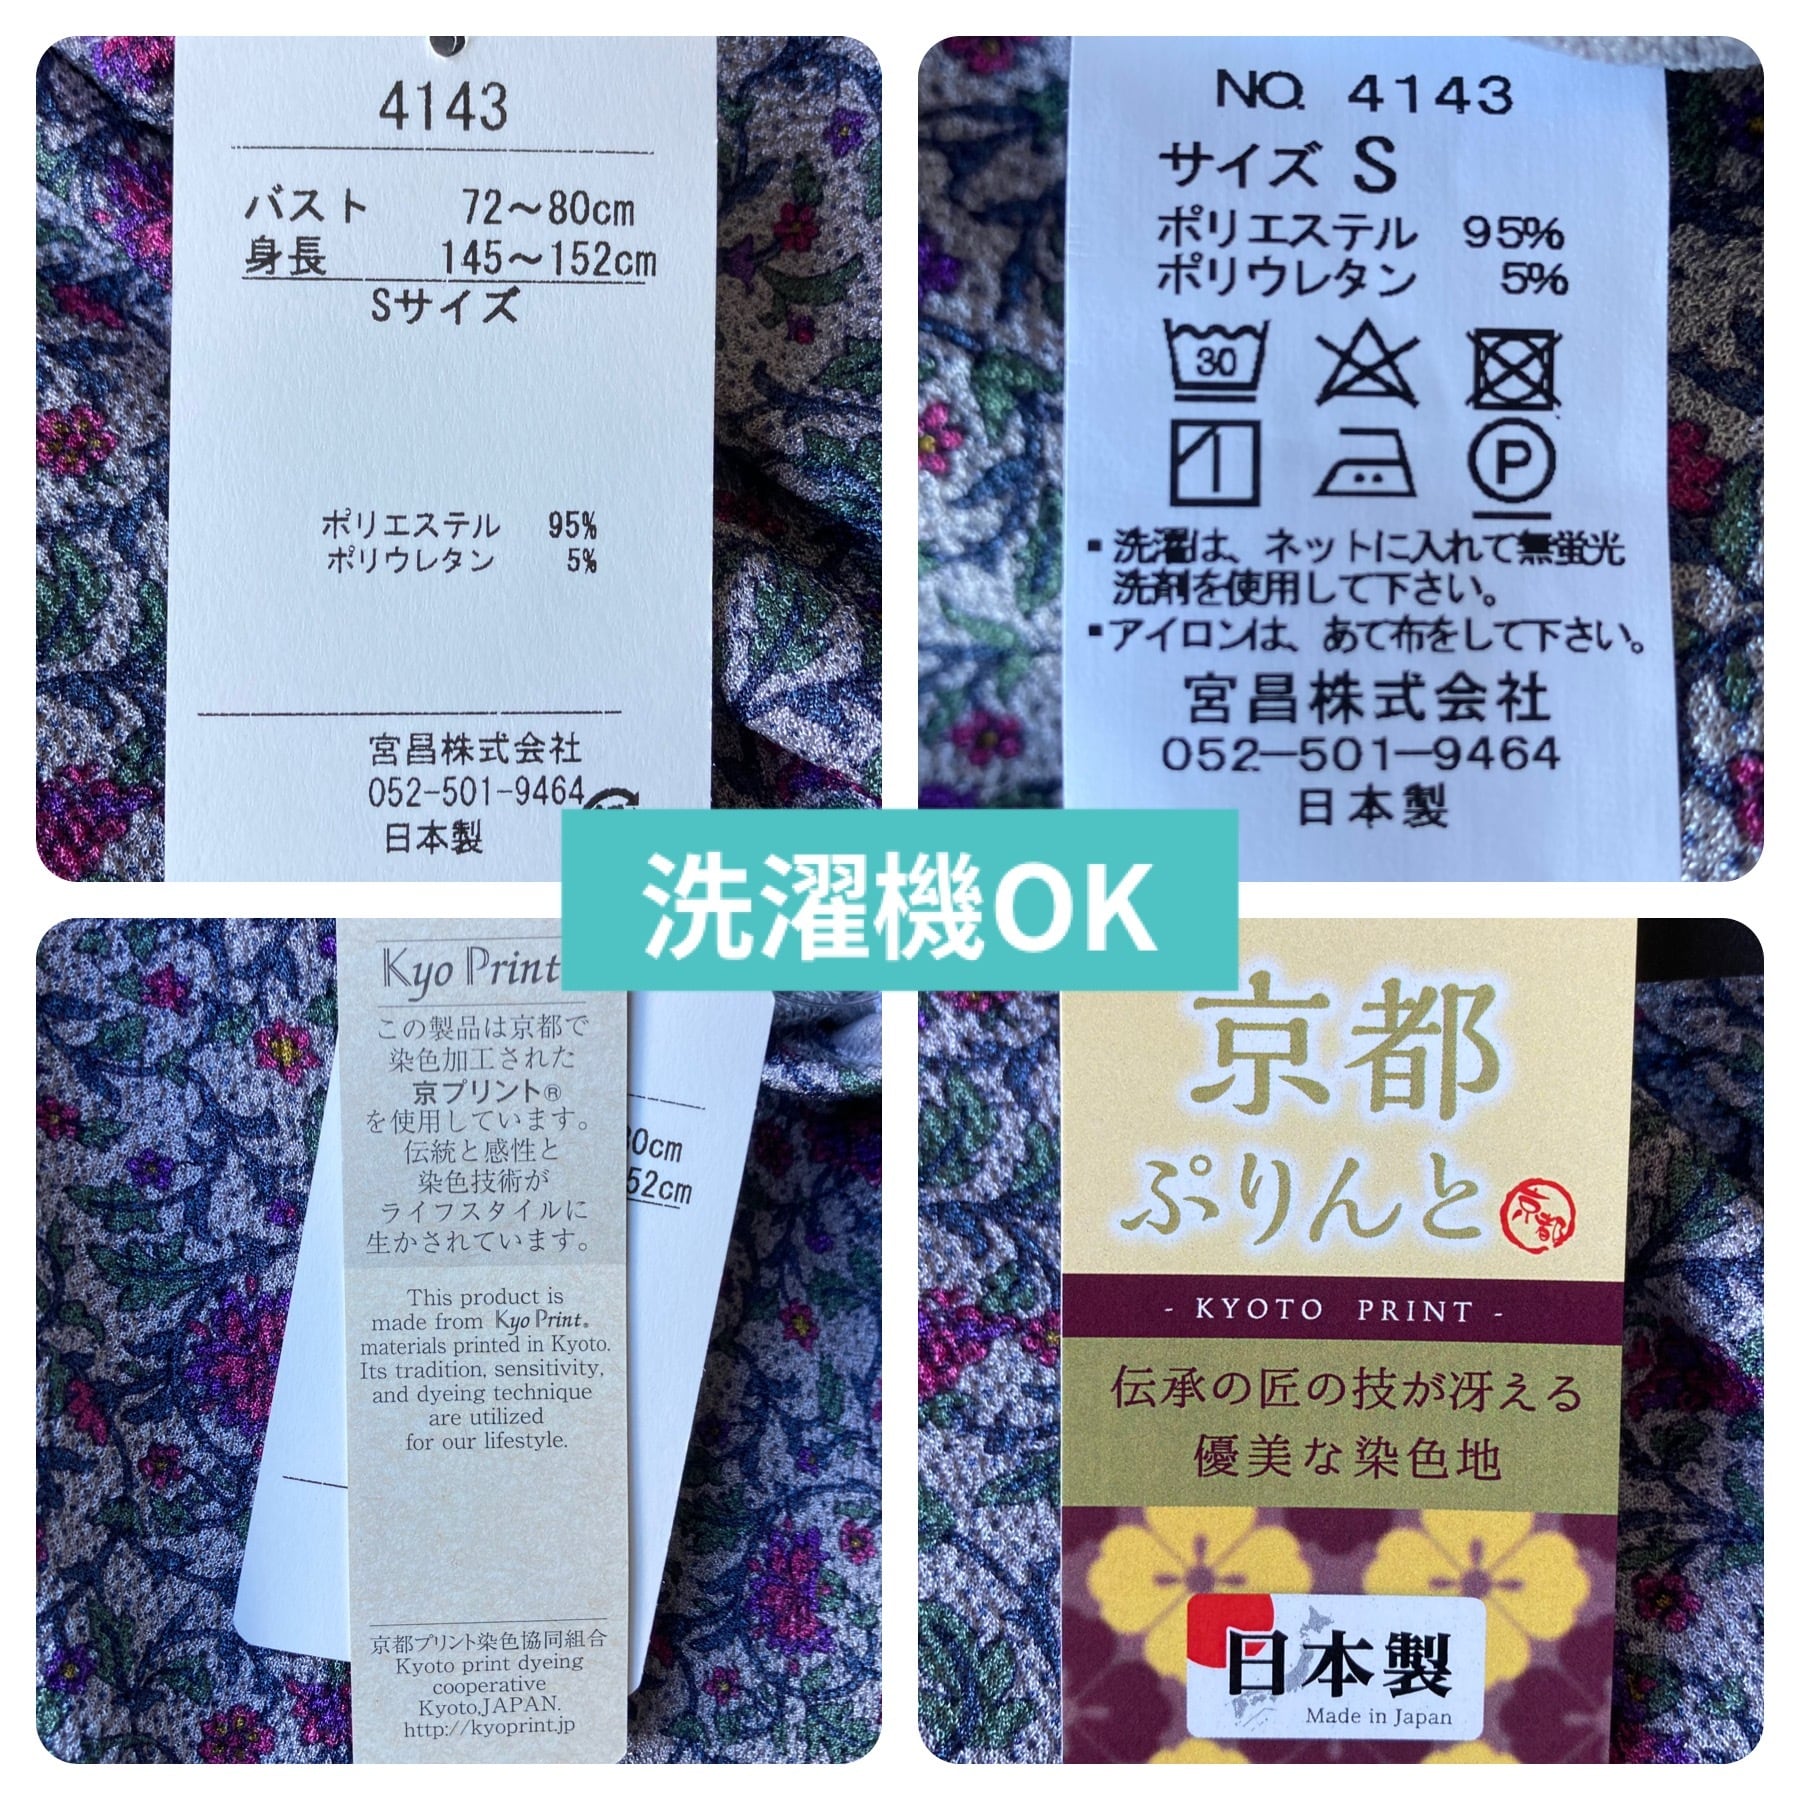 4143
バスト 72～80cm
身長 145～152cm
Sサイズ
ポリエステル 95%
ポリウレタン 5%
宮昌株式会社
052-501-9464
日本製
NO. 4143
サイズ S
ポリエステル 95%
ポリウレタン 5%
30
P
▪洗濯は、ネットに入れて無蛍光
洗剤を使用して下さい。
▪アイロンは、あて布をして下さい。
宮昌株式会社
052－501－9464
日本製
洗濯機OK
Kyo Print
この製品は京都で
染色加工された
京プリント®
を使用しています。
伝統と感性と
染色技術が
ライフスタイルに
生かされています。
This product is
made from Kyo Print®
materials printed in Kyoto.
Its tradition, sensitivity,
and dyeing technique
are utilized
for our lifestyle.
京都プリント染色協同組合
Kyoto print dyeing
cooperative
Kyoto,JAPAN.
http://kyoprint.jp
80cm
52cm
京都
ぷりんと
京都
- KYOTO PRINT -
伝承の匠の技が冴える
優美な染色地
日本製
Made in Japan